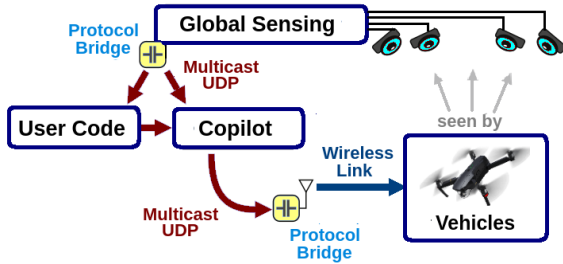 Global Sensing
Protocol
Bridge
Multicast
UDP
User Code
Copilot
seen by
Wireless
Link
Vehicles
Multicast
UDP
Protocol
Bridge